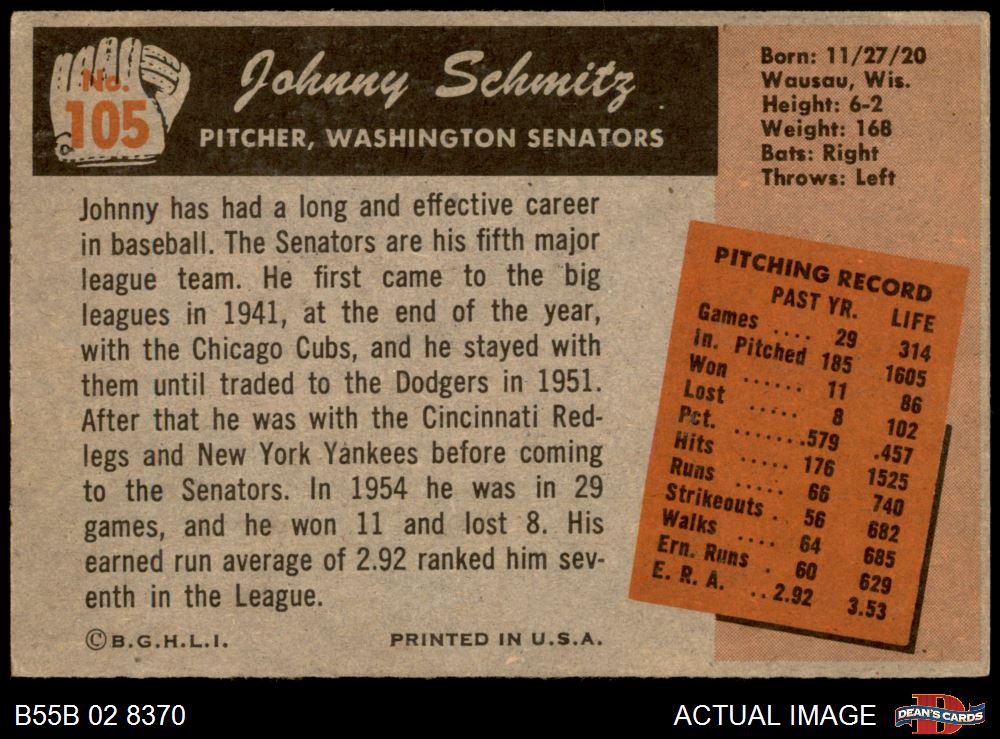 No.
105
Johnny Schmitz
PITCHER, WASHINGTON SENATORS
Born: 11/27/20
Wausau, Wis.
Height: 6-2
Weight: 168
Bats: Right
Throws: Left
Johnny has had a long and effective career
in baseball. The Senators are his fifth major
league team. He first came to the big
leagues in 1941, at the end of the year,
with the Chicago Cubs, and he stayed with
them until traded to the Dodgers in 1951.
After that he was with the Cincinnati Red-
legs and New York Yankees before coming
to the Senators. In 1954 he was in 29
games, and he won 11 and lost 8. His
earned run average of 2.92 ranked him sev-
enth in the League.
PITCHING RECORD
PAST YR. LIFE
Games .... 29 314
In. Pitched 185 1605
Won ...... 11 86
Lost ..... 8 102
Pct. .......579 .457
Hits ..... 176 1525
Runs ..... 66 740
Strikeouts . 56 682
Walks .... 64 685
Ern. Runs . 60 629
E. R. A. ..2.92 3.53
©B.G.H.L.I. PRINTED IN U.S.A.
B55B 02 8370 ACTUAL IMAGE D DEAN'S CARDS